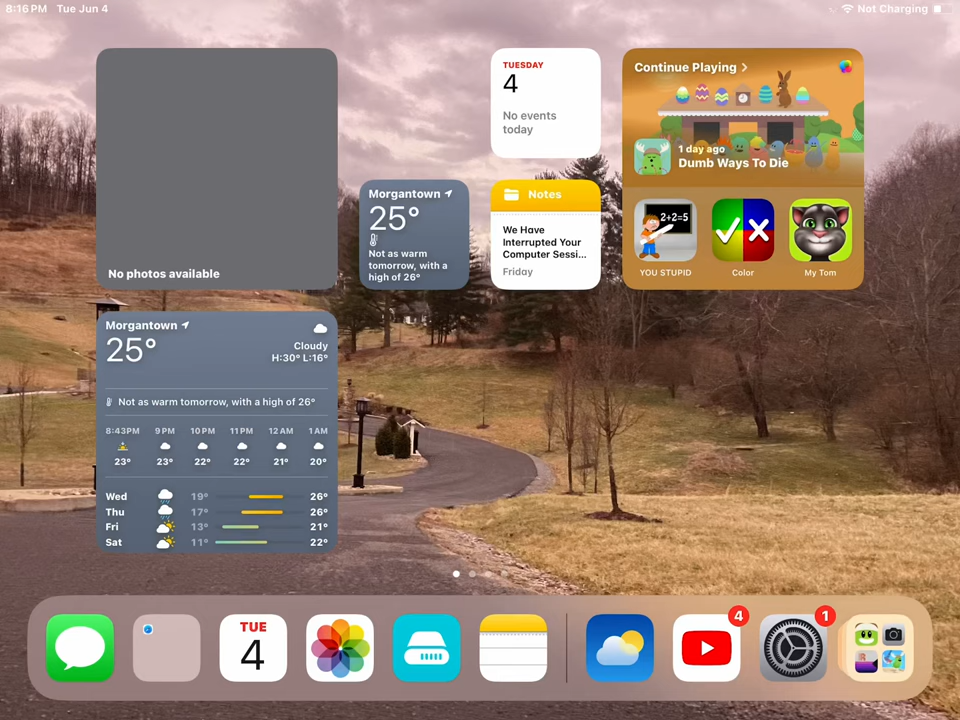 8:16 PM Tue Jun 4
Not Charging
No photos available
TUESDAY
4
No events
today
Morgantown
25°
Not as warm
tomorrow, with a
high of 26°
Notes
We Have
Interrupted Your
Computer Sessi...
Friday
Continue Playing
1 day ago
Dumb Ways To Die
2+2=5
YOU STUPID
Color
My Tom
Morgantown
25°
Cloudy
H:30° L:16°
Not as warm tomorrow, with a high of 26°
8:43PM 9 PM 10 PM 11 PM 12 AM 1 AM
23° 23° 22° 22° 21° 20°
Wed 19° 26°
Thu 17° 26°
Fri 13° 21°
Sat 11° 22°
TUE
4
4
1